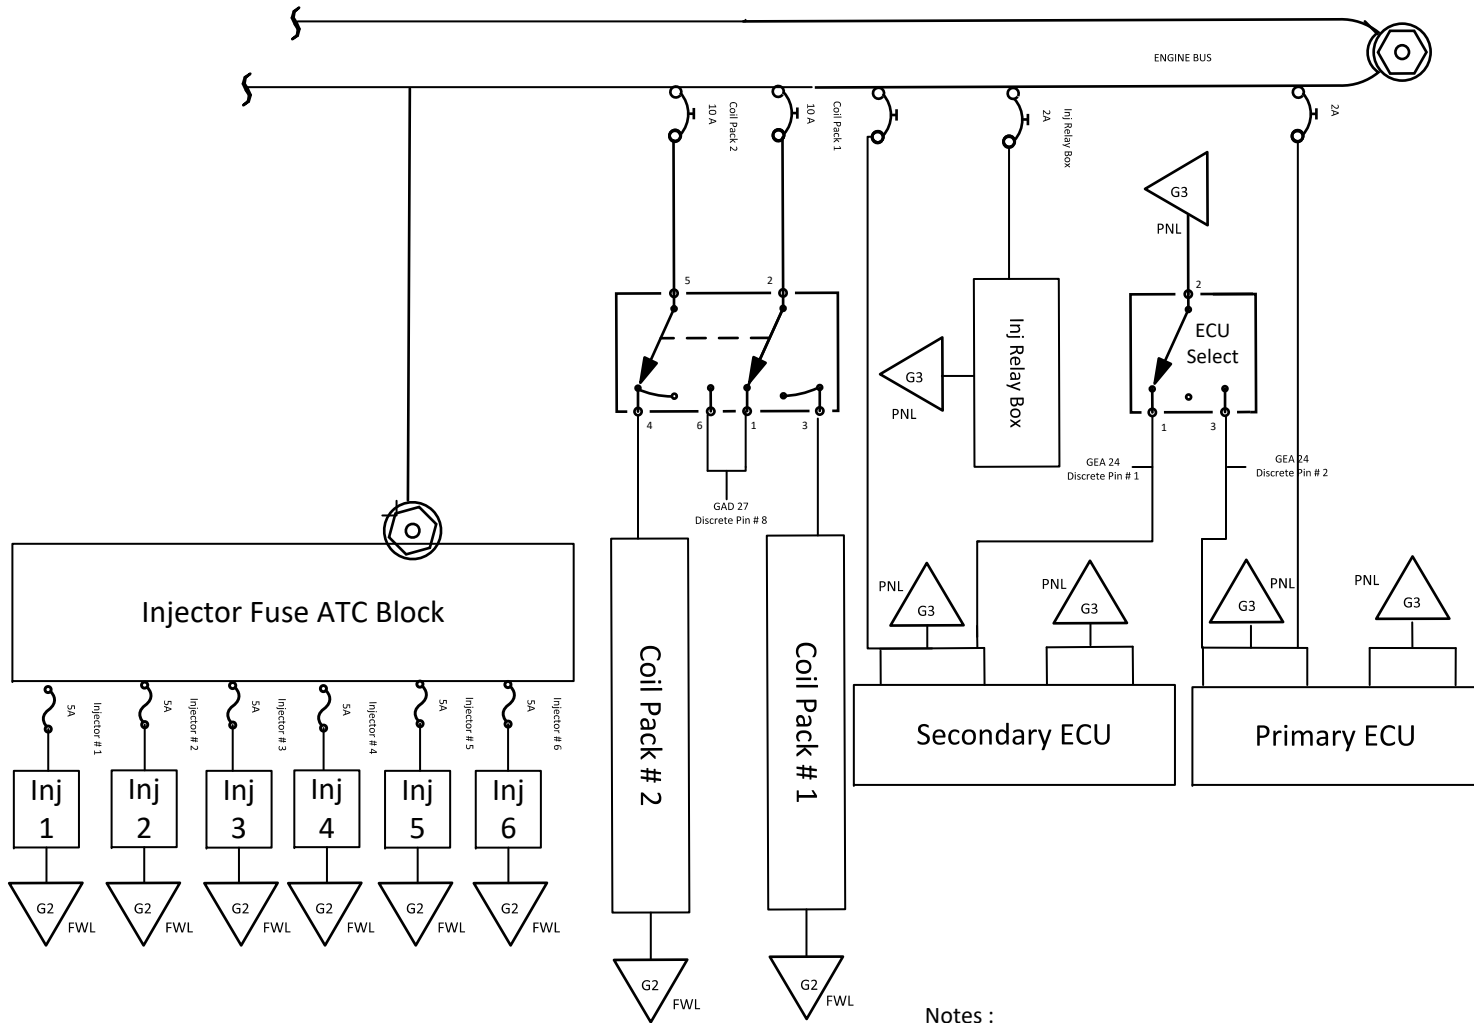 ENGINE BUS
10 A
Coil Pack 2
10 A
Coil Pack 1
2A
Inj Relay Box
2A
G3
PNL
5
2
2
ECU
Select
G3
PNL
Inj Relay Box
4
6
1
3
1
3
GAD 27
Discrete Pin # 8
GEA 24
Discrete Pin # 1
GEA 24
Discrete Pin # 2
Injector Fuse ATC Block
PNL
G3
PNL
G3
PNL
G3
PNL
G3
Coil Pack # 2
Coil Pack # 1
Secondary ECU
Primary ECU
5A
Injector # 1
5A
Injector # 2
5A
Injector # 3
5A
Injector # 4
5A
Injector # 5
5A
Injector # 6
Inj
1
Inj
2
Inj
3
Inj
4
Inj
5
Inj
6
G2
FWL
G2
FWL
G2
FWL
G2
FWL
G2
FWL
G2
FWL
G2
FWL
G2
FWL
Notes :